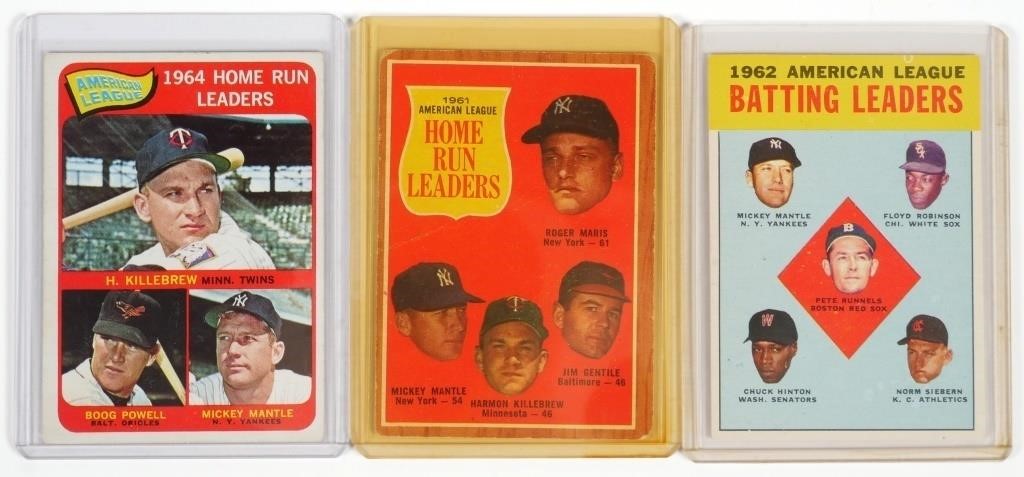 AMERICAN
LEAGUE
1964 HOME RUN
LEADERS
H. KILLEBREW MINN. TWINS
BOOG POWELL
BALT. ORIOLES
MICKEY MANTLE
N. Y. YANKEES
1961
AMERICAN LEAGUE
HOME
RUN
LEADERS
ROGER MARIS
New York — 61
MICKEY MANTLE
New York — 54
HARMON KILLEBREW
Minnesota — 46
JIM GENTILE
Baltimore — 46
1962 AMERICAN LEAGUE
BATTING LEADERS
MICKEY MANTLE
N. Y. YANKEES
FLOYD ROBINSON
CHI. WHITE SOX
PETE RUNNELS
BOSTON RED SOX
CHUCK HINTON
WASH. SENATORS
NORM SIEBERN
K. C. ATHLETICS